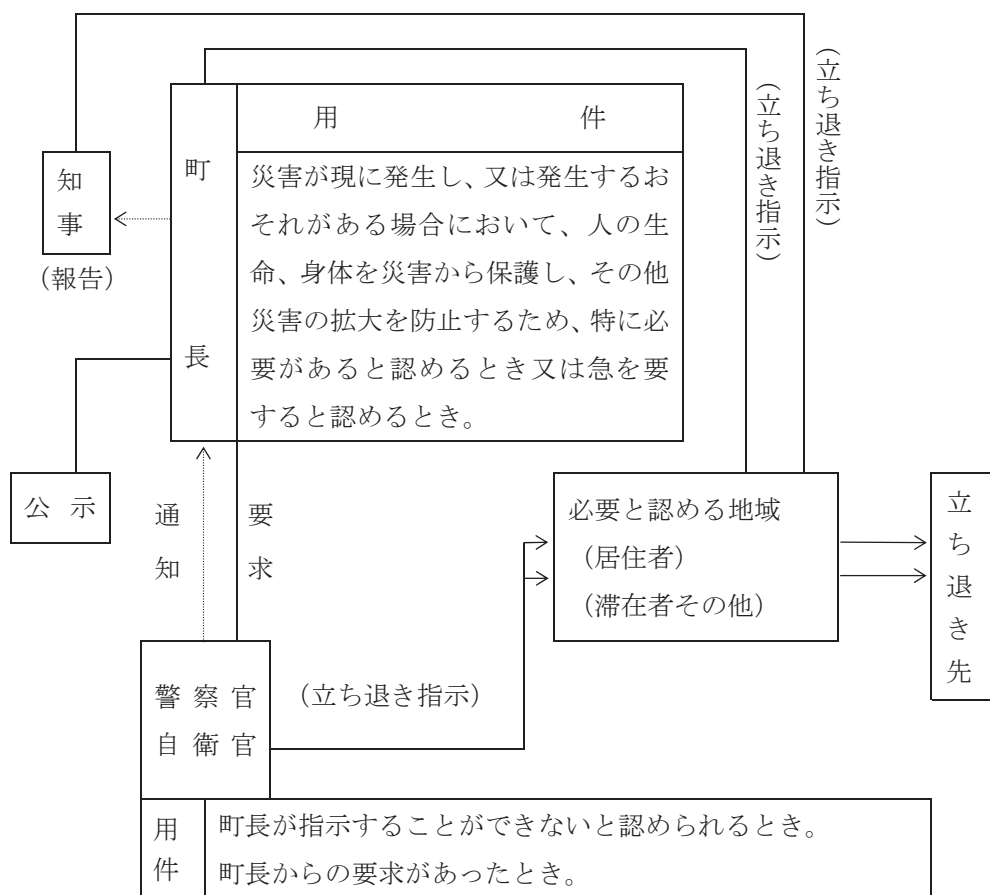 (立ち退き指示)
(立ち退き指示)
用件
町長
災害が現に発生し、又は発生するお
それがある場合において、人の生
命、身体を災害から保護し、その他
災害の拡大を防止するため、特に必
要があると認めるとき又は急を要
すると認めるとき。
知事
(報告)
公示
通知
要求
必要と認める地域
(居住者)
(滞在者その他)
立ち退き先
警察官
自衛官
(立ち退き指示)
用件
町長が指示することができないと認められるとき。
町長からの要求があったとき。